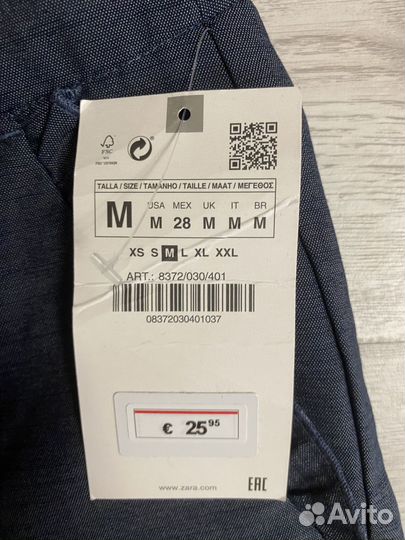 FSC
TALLA / SIZE / TAMANHO / TAILLE / MAAT / ΜΕΓΕΘΟΣ
M USA MEX UK IT BR
M 28 M M M
XS S M L XL XXL
ART.: 8372/030/401
08372030401037
€ 25 95
www.zara.com EAC
Avito